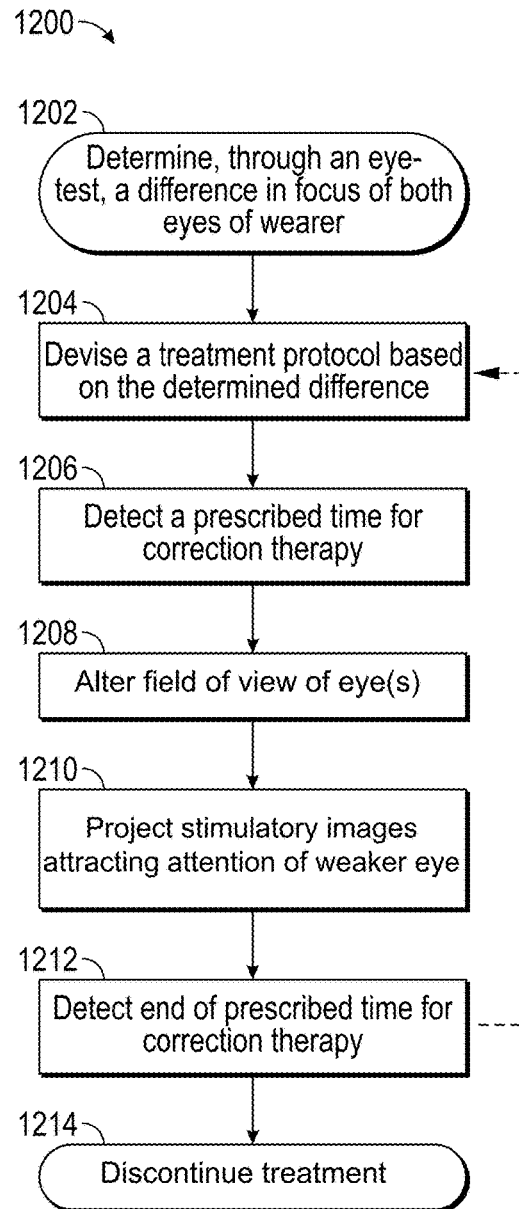 1200
1202
Determine, through an eye-
test, a difference in focus of both
eyes of wearer
1204
Devise a treatment protocol based
on the determined difference
1206
Detect a prescribed time for
correction therapy
1208
Alter field of view of eye(s)
1210
Project stimulatory images
attracting attention of weaker eye
1212
Detect end of prescribed time for
correction therapy
1214
Discontinue treatment